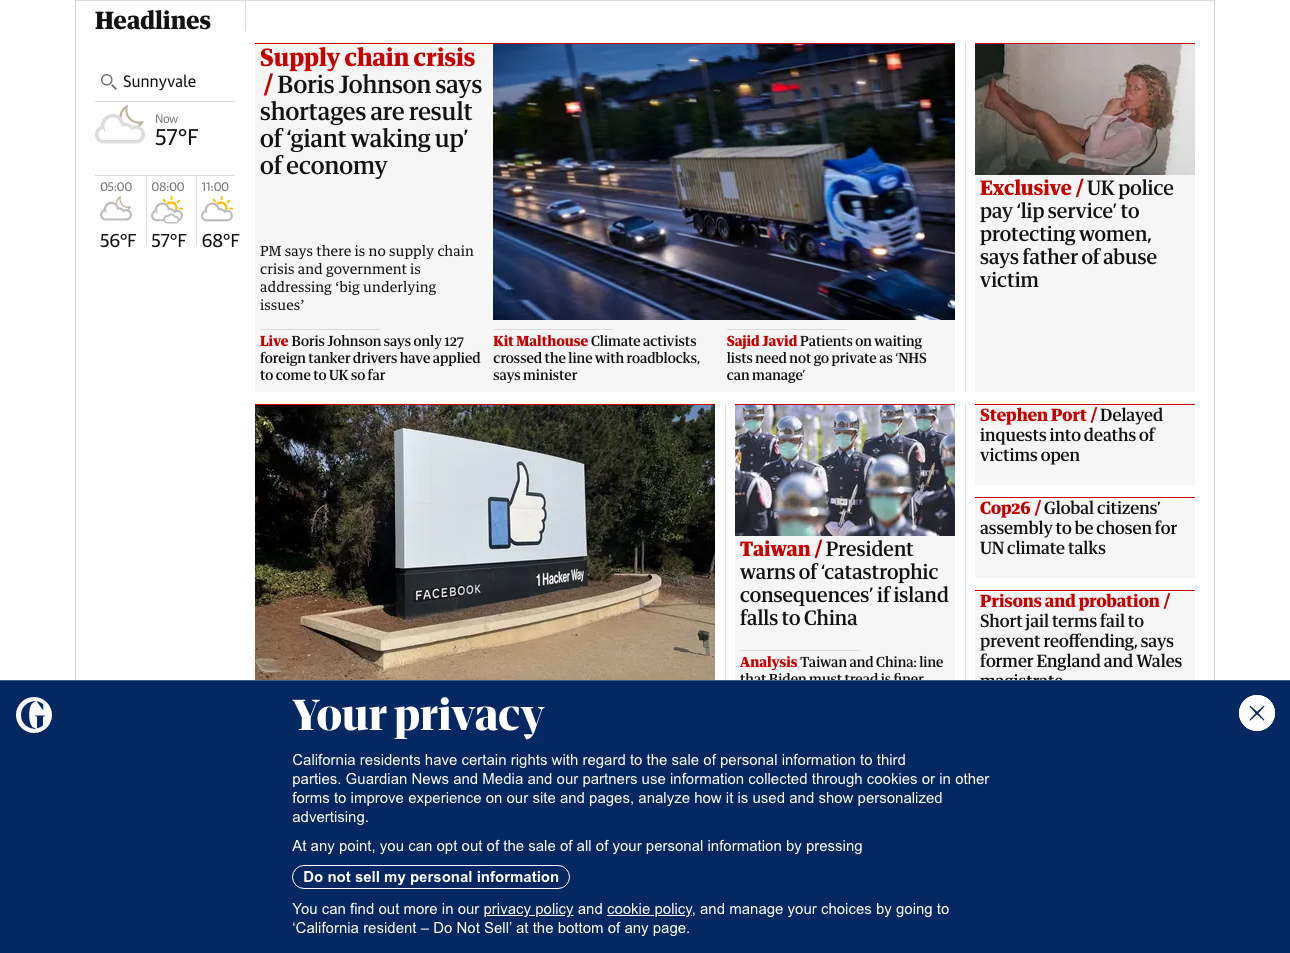 Headlines
Sunnyvale
Now
57°F
05:00
08:00
11:00
56°F
57°F
68°F
Supply chain crisis
/ Boris Johnson says
shortages are result
of ‘giant waking up’
of economy
PM says there is no supply chain
crisis and government is
addressing ‘big underlying
issues’
Live Boris Johnson says only 127
foreign tanker drivers have applied
to come to UK so far
Kit Malthouse Climate activists
crossed the line with roadblocks,
says minister
Sajid Javid Patients on waiting
lists need not go private as ‘NHS
can manage’
Exclusive / UK police
pay ‘lip service’ to
protecting women,
says father of abuse
victim
FACEBOOK
1 Hacker Way
Taiwan / President
warns of ‘catastrophic
consequences’ if island
falls to China
Analysis Taiwan and China: line
that Biden must tread is finer
Stephen Port / Delayed
inquests into deaths of
victims open
Cop26 / Global citizens’
assembly to be chosen for
UN climate talks
Prisons and probation /
Short jail terms fail to
prevent reoffending, says
former England and Wales
magistrate
Your privacy
California residents have certain rights with regard to the sale of personal information to third
parties. Guardian News and Media and our partners use information collected through cookies or in other
forms to improve experience on our site and pages, analyze how it is used and show personalized
advertising.
At any point, you can opt out of the sale of all of your personal information by pressing
Do not sell my personal information
You can find out more in our privacy policy and cookie policy, and manage your choices by going to
‘California resident – Do Not Sell’ at the bottom of any page.